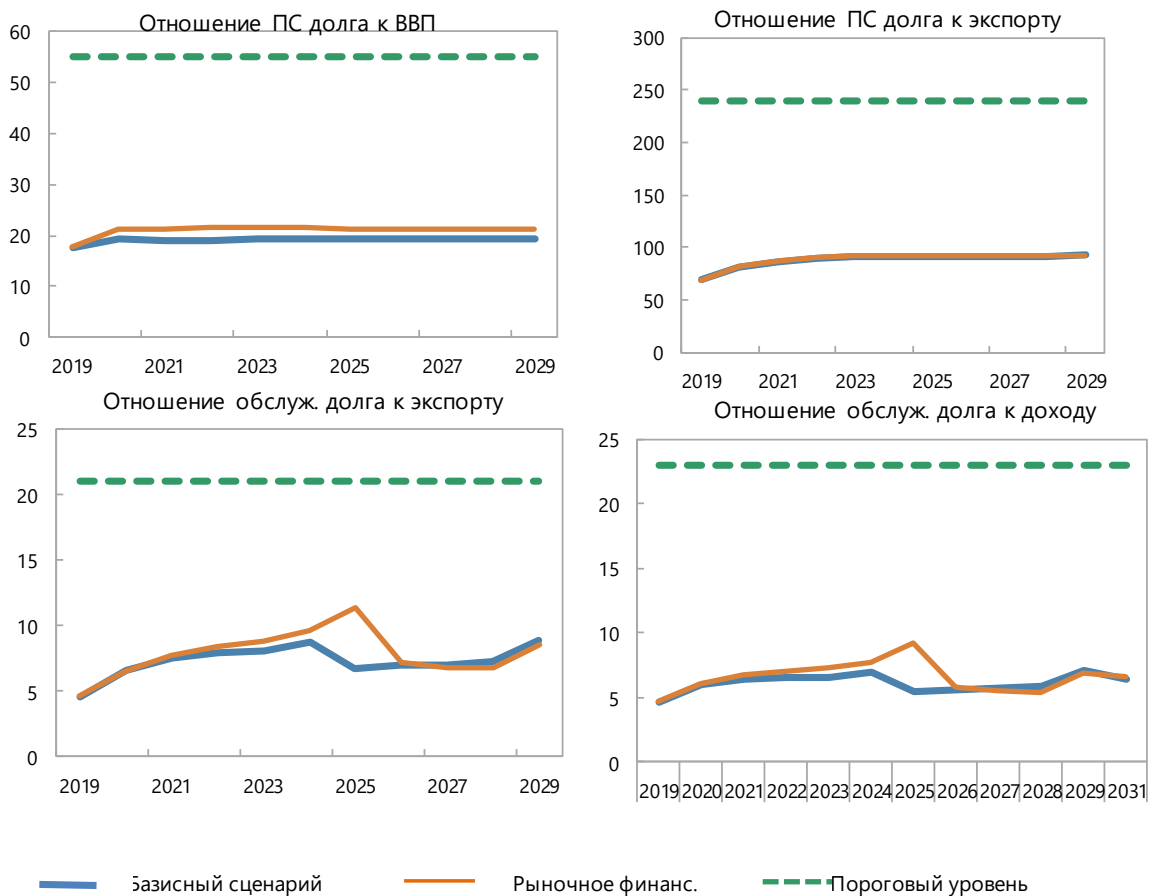 Отношение ПС долга к ВВП
60
50
40
30
20
10
0
2019 2021 2023 2025 2027 2029
Отношение ПС долга к экспорту
300
250
200
150
100
50
0
2019 2021 2023 2025 2027 2029
Отношение обслуж. долга к экспорту
25
20
15
10
5
0
2019 2021 2023 2025 2027 2029
Отношение обслуж. долга к доходу
25
20
15
10
5
0
2019 2020 2021 2022 2023 2024 2025 2026 2027 2028 2029 2031
Базисный сценарий Рыночное финанс. Пороговый уровень